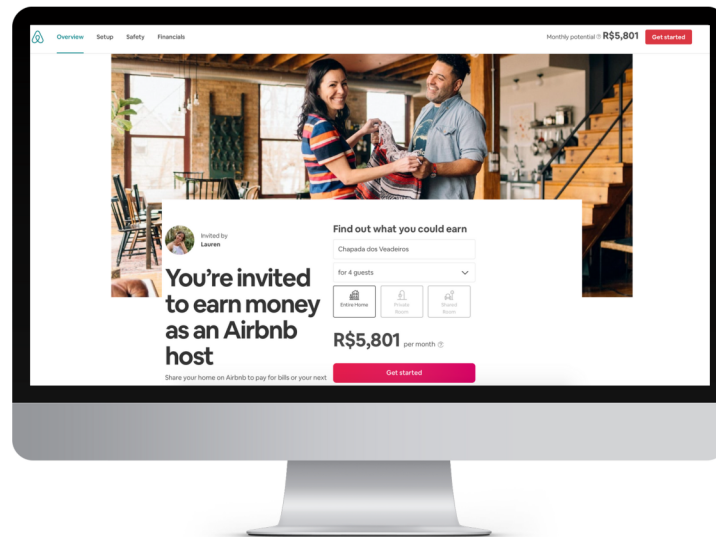 Overview Setup Safety Financials
Monthly potential R$5,801 Get started
Invited by
Lauren
You're invited
to earn money
as an Airbnb
host
Share your home on Airbnb to pay for bills or your next
Find out what you could earn
Chapada dos Veadeiros
for 4 guests
Entire Home
Private
Room
Shared
Room
R$5,801 per month
Get started